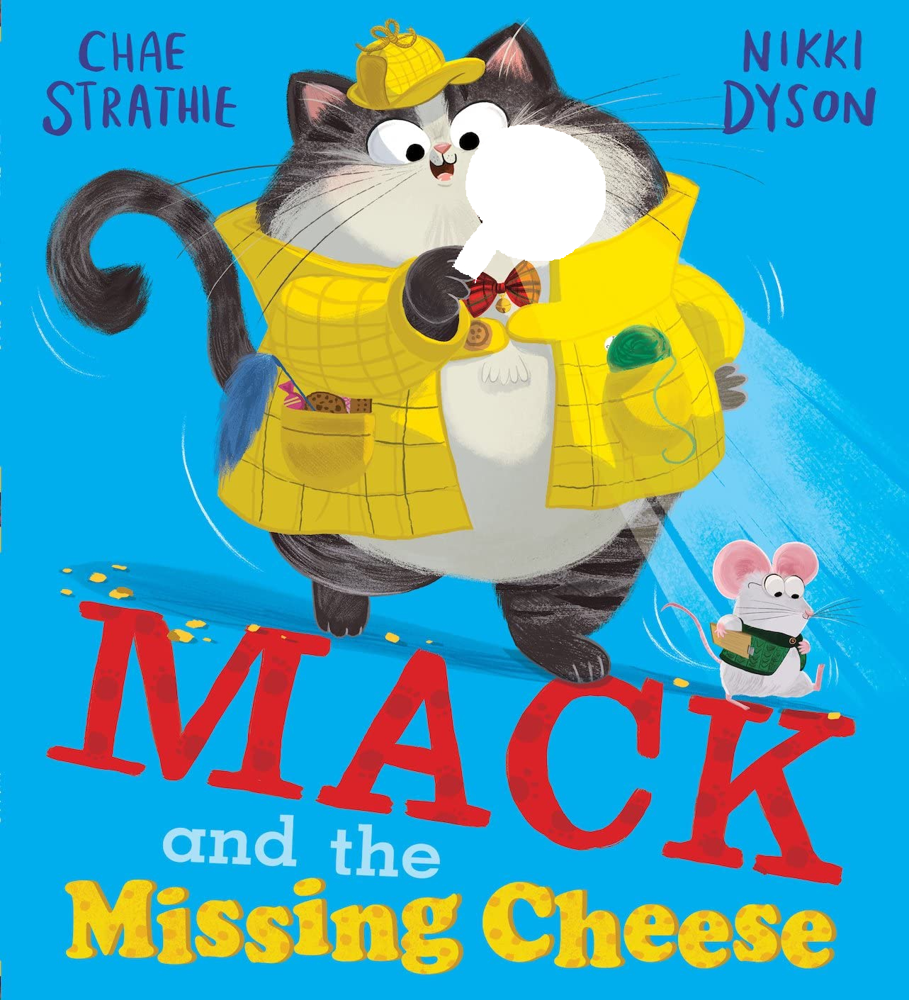 CHAE
STRATHIE
NIKKI
DYSON
MACK
and the
Missing Cheese